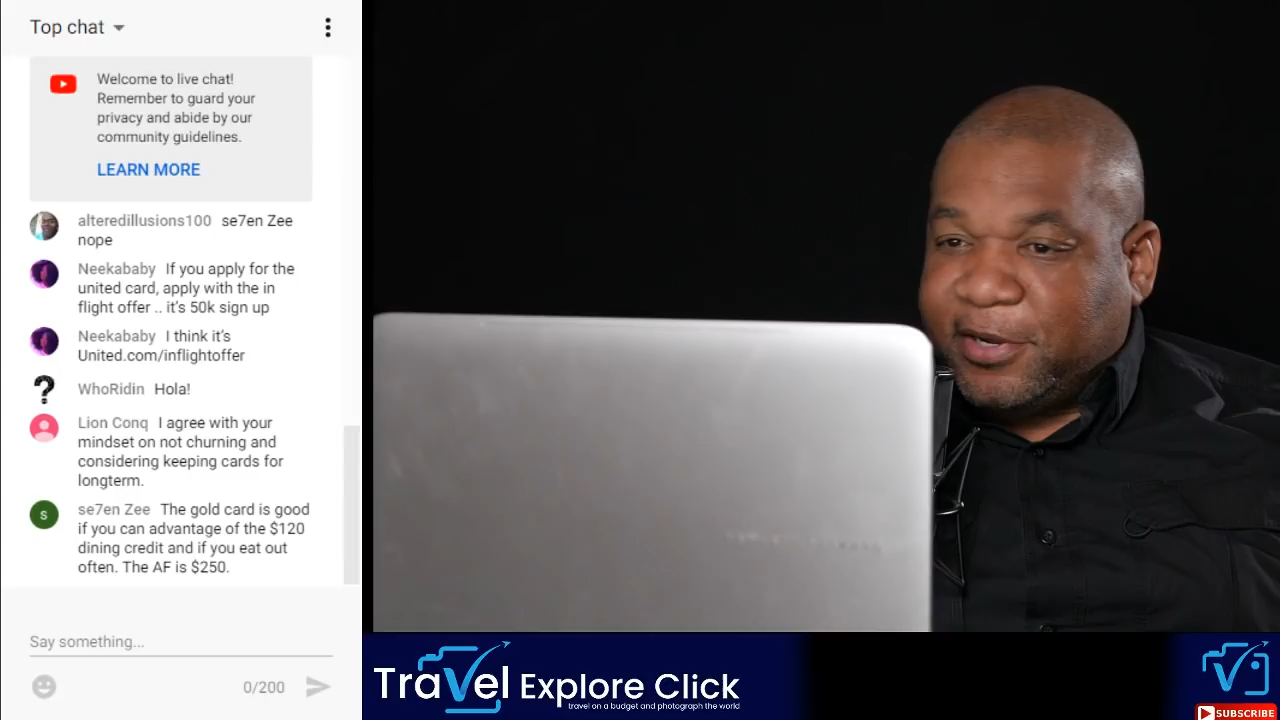 Top chat
Welcome to live chat!
Remember to guard your
privacy and abide by our
community guidelines.
LEARN MORE
alteredillusions100 se7en Zee
nope
Neekababy If you apply for the
united card, apply with the in
flight offer .. it's 50k sign up
Neekababy I think it's
United.com/inflightoffer
? WhoRidin Hola!
Lion Conq I agree with your
mindset on not churning and
considering keeping cards for
longterm.
S se7en Zee The gold card is good
if you can advantage of the $120
dining credit and if you eat out
often. The AF is $250.
Say something...
0/200
Travel Explore Click
travel on a budget and photograph the world
SUBSCRIBE